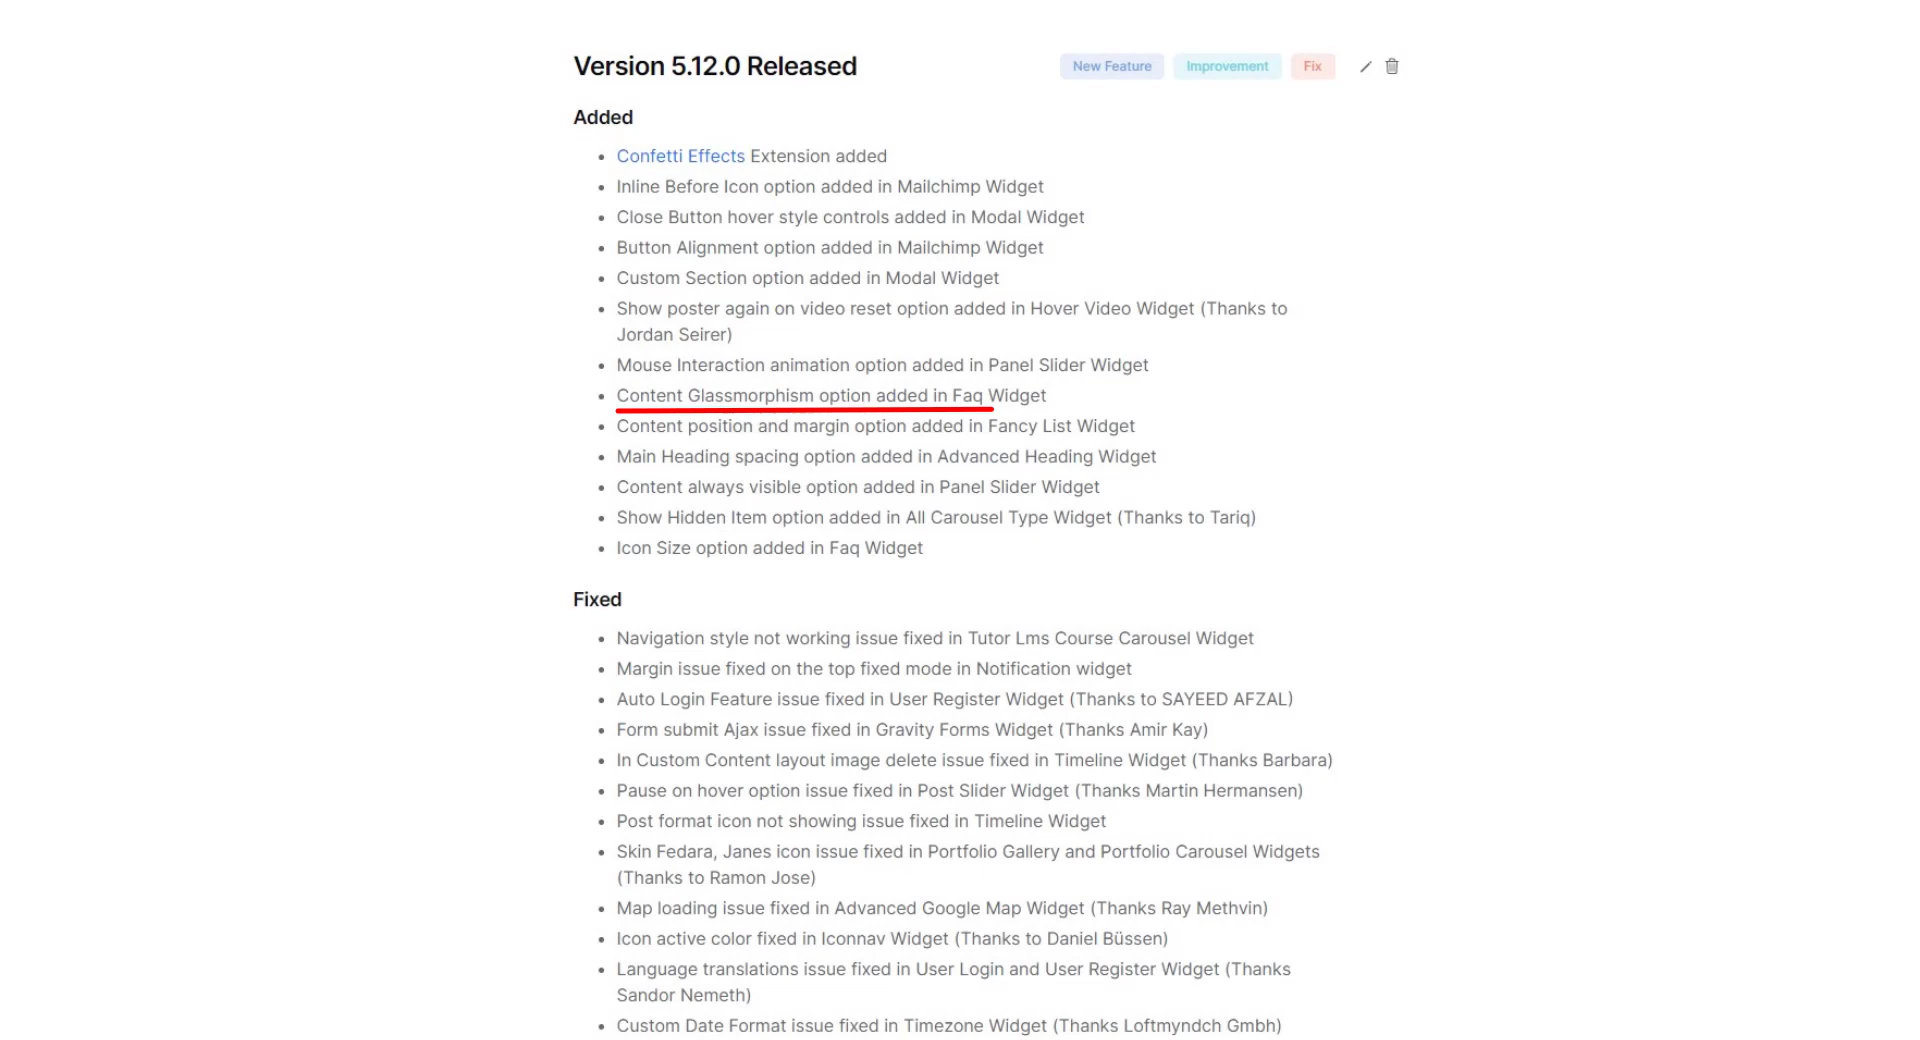 Version 5.12.0 Released
New Feature
Improvement
Fix
Added
Confetti Effects Extension added
Inline Before Icon option added in Mailchimp Widget
Close Button hover style controls added in Modal Widget
Button Alignment option added in Mailchimp Widget
Custom Section option added in Modal Widget
Show poster again on video reset option added in Hover Video Widget (Thanks to
Jordan Seirer)
Mouse Interaction animation option added in Panel Slider Widget
Content Glassmorphism option added in Faq Widget
Content position and margin option added in Fancy List Widget
Main Heading spacing option added in Advanced Heading Widget
Content always visible option added in Panel Slider Widget
Show Hidden Item option added in All Carousel Type Widget (Thanks to Tariq)
Icon Size option added in Faq Widget
Fixed
Navigation style not working issue fixed in Tutor Lms Course Carousel Widget
Margin issue fixed on the top fixed mode in Notification widget
Auto Login Feature issue fixed in User Register Widget (Thanks to SAYEED AFZAL)
Form submit Ajax issue fixed in Gravity Forms Widget (Thanks Amir Kay)
In Custom Content layout image delete issue fixed in Timeline Widget (Thanks Barbara)
Pause on hover option issue fixed in Post Slider Widget (Thanks Martin Hermansen)
Post format icon not showing issue fixed in Timeline Widget
Skin Fedara, Janes icon issue fixed in Portfolio Gallery and Portfolio Carousel Widgets
(Thanks to Ramon Jose)
Map loading issue fixed in Advanced Google Map Widget (Thanks Ray Methvin)
Icon active color fixed in Iconnav Widget (Thanks to Daniel Büssen)
Language translations issue fixed in User Login and User Register Widget (Thanks
Sandor Nemeth)
Custom Date Format issue fixed in Timezone Widget (Thanks Loftmyndch Gmbh)